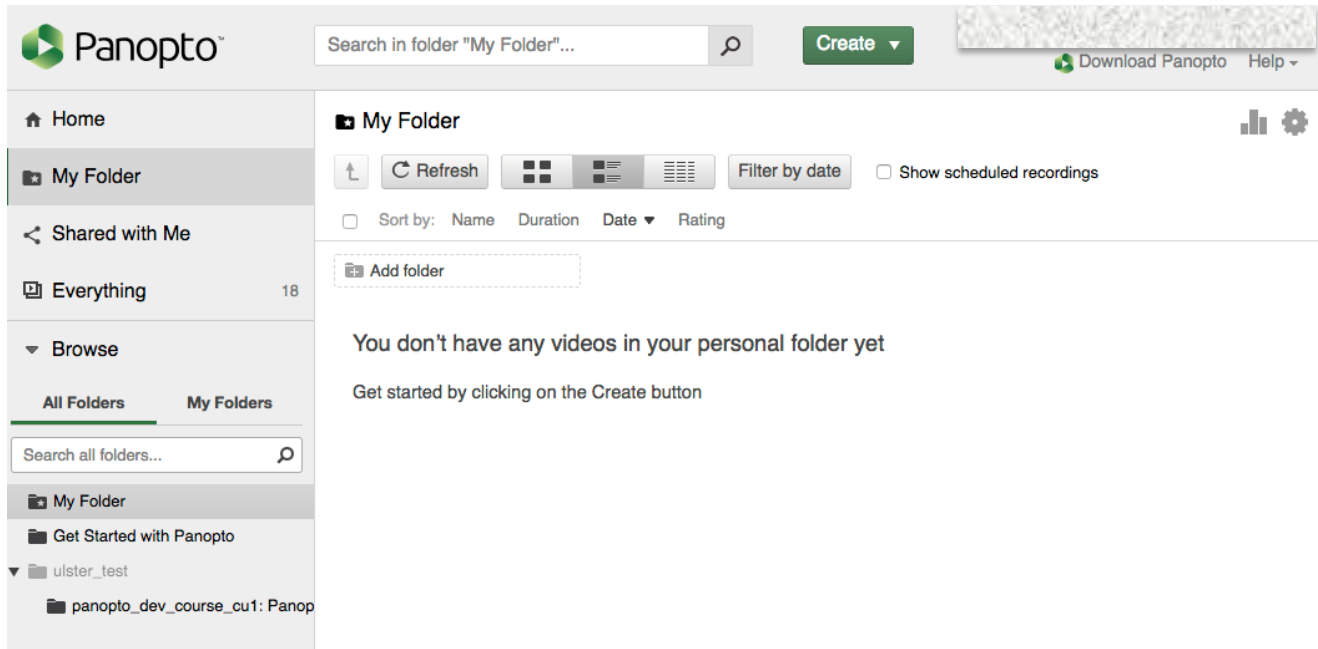 Panopto™
Search in folder "My Folder"...
Create
Download Panopto Help
Home
My Folder
Shared with Me
Everything 18
Browse
All Folders My Folders
Search all folders...
My Folder
Get Started with Panopto
ulster_test
panopto_dev_course_cu1: Panop
My Folder
Refresh Filter by date Show scheduled recordings
Sort by: Name Duration Date Rating
Add folder
You don't have any videos in your personal folder yet
Get started by clicking on the Create button